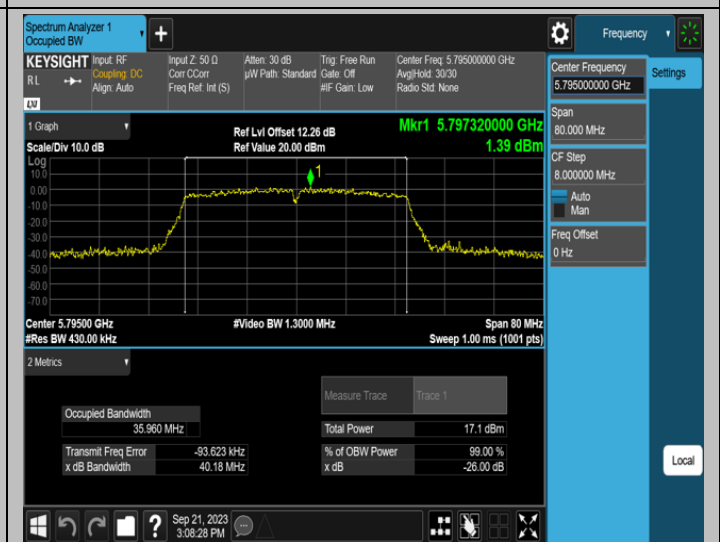 Spectrum Analyzer 1
Occupied BW
Frequency
KEYSIGHT
RL
LXI
Input: RF
Coupling: DC
Align: Auto
Input Z: 50 Ω
Corr CCorr
Freq Ref: Int (S)
Atten: 30 dB
µW Path: Standard
Trig: Free Run
Gate: Off
#IF Gain: Low
Center Freq: 5.795000000 GHz
Avg|Hold: 30/30
Radio Std: None
Center Frequency
5.795000000 GHz
Settings
Span
80.000 MHz
CF Step
8.000000 MHz
Auto
Man
Freq Offset
0 Hz
1 Graph
Scale/Div 10.0 dB
Ref Lvl Offset 12.26 dB
Ref Value 20.00 dBm
Mkr1 5.797320000 GHz
1.39 dBm
Log
10.0
0.00
-10.0
-20.0
-30.0
-40.0
-50.0
-60.0
-70.0
1
Center 5.79500 GHz
#Res BW 430.00 kHz
#Video BW 1.3000 MHz
Span 80 MHz
Sweep 1.00 ms (1001 pts)
2 Metrics
Measure Trace Trace 1
Occupied Bandwidth
35.960 MHz
Total Power 17.1 dBm
Transmit Freq Error -93.623 kHz
x dB Bandwidth 40.18 MHz
% of OBW Power 99.00 %
x dB -26.00 dB
Local
Sep 21, 2023
3:08:28 PM